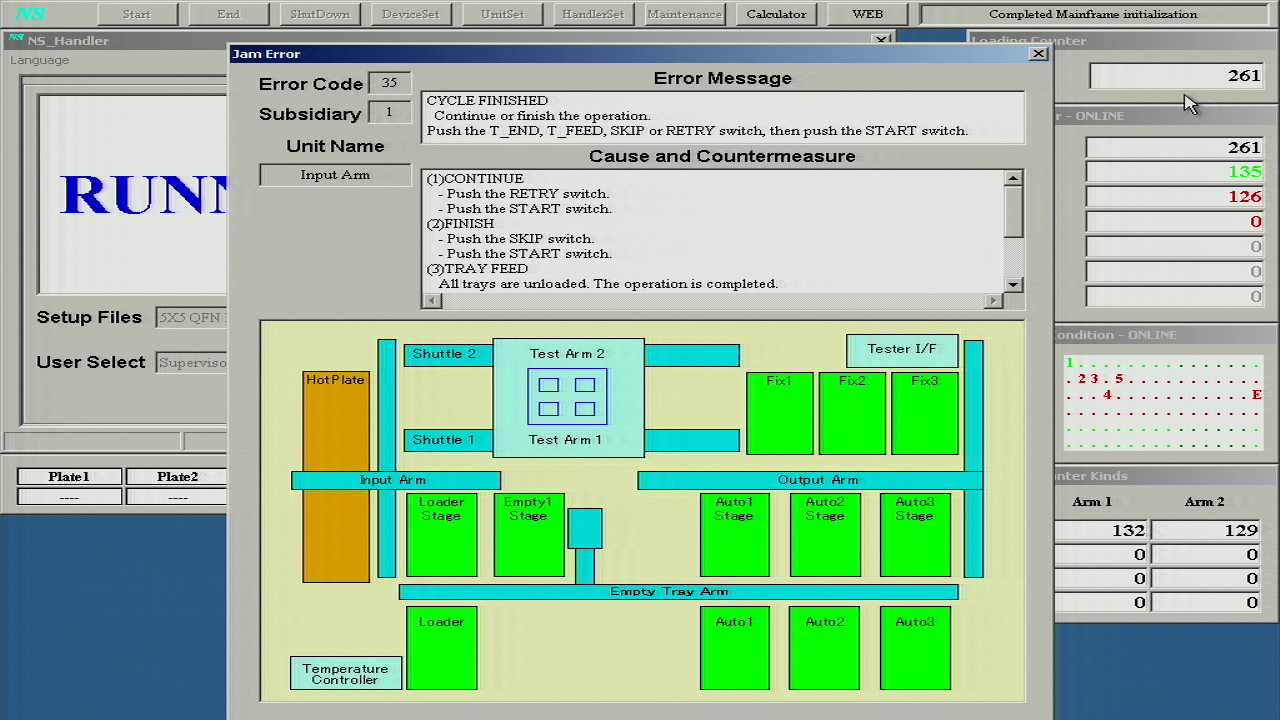 NS
Start
End
ShutDown
DeviceSet
UnitSet
HandlerSet
Maintenance
Calculator
WEB
Completed Mainframe initialization
NS NS_Handler
Language
RUNN
Setup Files
5X5 QFN
User Select
Superviso
Plate1
Plate2
----
----
Jam Error
Error Code
35
Subsidiary
1
Unit Name
Input Arm
Error Message
CYCLE FINISHED
Continue or finish the operation.
Push the T_END, T_FEED, SKIP or RETRY switch, then push the START switch.
Cause and Countermeasure
(1)CONTINUE
- Push the RETRY switch.
- Push the START switch.
(2)FINISH
- Push the SKIP switch.
- Push the START switch.
(3)TRAY FEED
All trays are unloaded. The operation is completed.
Shuttle 2
Test Arm 2
Tester I/F
HotPlate
Fix1
Fix2
Fix3
Shuttle 1
Test Arm 1
Input Arm
Output Arm
Loader
Stage
Empty1
Stage
Auto1
Stage
Auto2
Stage
Auto3
Stage
Empty Tray Arm
Loader
Auto1
Auto2
Auto3
Temperature
Controller
Loading Counter
261
r - ONLINE
261
135
126
0
0
0
0
ondition - ONLINE
1 . . . . . . . . . . . . . . .
. 2 3 . 5 . . . . . . . . . . .
. . . 4 . . . . . . . . . . . E
unter Kinds
Arm 1
Arm 2
132
129
0
0
0
0
0
0